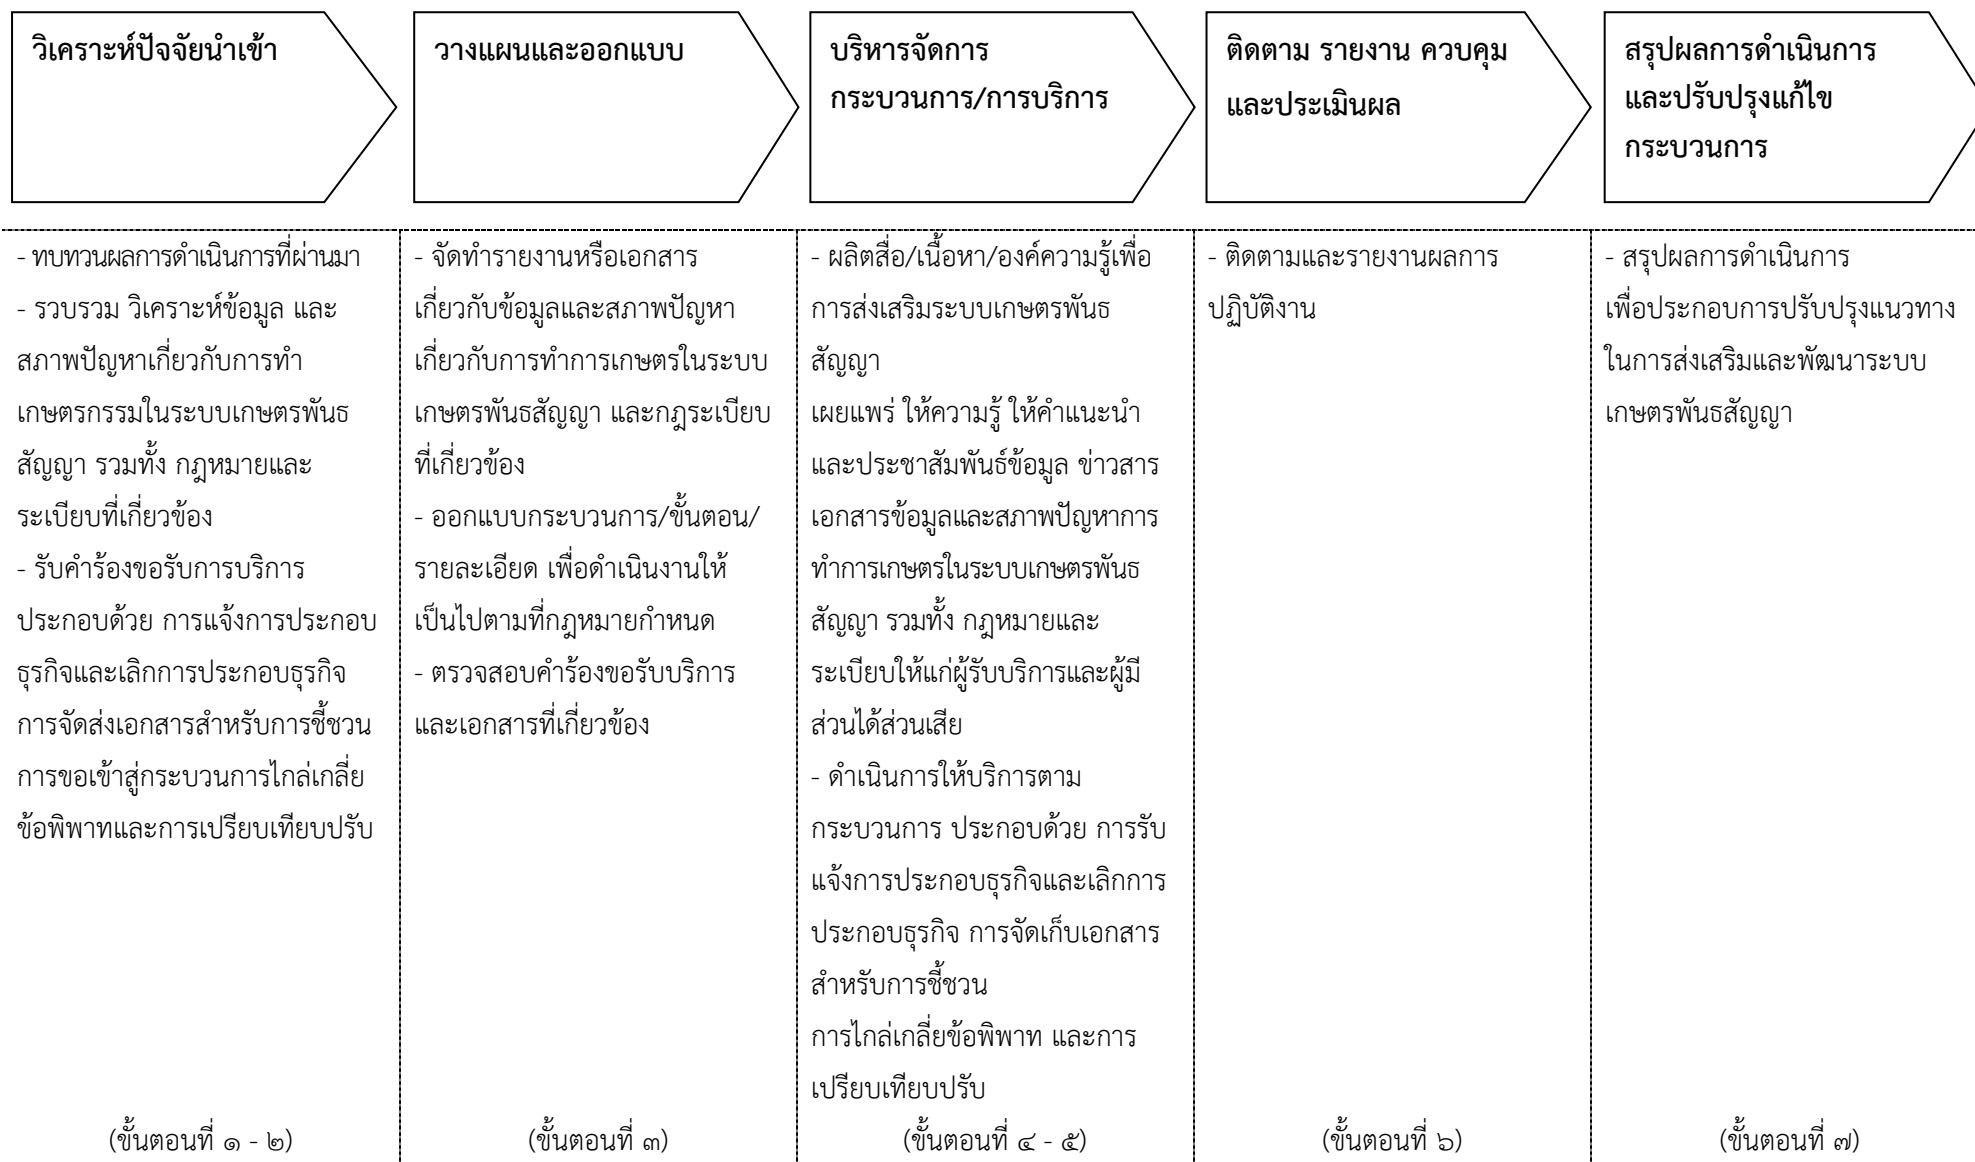 วิเคราะห์ปัจจัยนำเข้า
วางแผนและออกแบบ
บริหารจัดการ
กระบวนการ/การบริการ
ติดตาม รายงาน ควบคุม
และประเมินผล
สรุปผลการดำเนินการ
และปรับปรุงแก้ไข
กระบวนการ
- ทบทวนผลการดำเนินการที่ผ่านมา
- รวบรวม วิเคราะห์ข้อมูล และ
สภาพปัญหาเกี่ยวกับการทำ
เกษตรกรรมในระบบเกษตรพันธ
สัญญา รวมทั้ง กฎหมายและ
ระเบียบที่เกี่ยวข้อง
- รับคำร้องขอรับการบริการ
ประกอบด้วย การแจ้งการประกอบ
ธุรกิจและเลิกการประกอบธุรกิจ
การจัดส่งเอกสารสำหรับการชี้ชวน
การขอเข้าสู่กระบวนการไกล่เกลี่ย
ข้อพิพาทและการเปรียบเทียบปรับ
(ขั้นตอนที่ ๑ - ๒)
- จัดทำรายงานหรือเอกสาร
เกี่ยวกับข้อมูลและสภาพปัญหา
เกี่ยวกับการทำการเกษตรในระบบ
เกษตรพันธสัญญา และกฎระเบียบ
ที่เกี่ยวข้อง
- ออกแบบกระบวนการ/ขั้นตอน/
รายละเอียด เพื่อดำเนินงานให้
เป็นไปตามที่กฎหมายกำหนด
- ตรวจสอบคำร้องขอรับบริการ
และเอกสารที่เกี่ยวข้อง
(ขั้นตอนที่ ๓)
- ผลิตสื่อ/เนื้อหา/องค์ความรู้เพื่อ
การส่งเสริมระบบเกษตรพันธ
สัญญา
เผยแพร่ ให้ความรู้ ให้คำแนะนำ
และประชาสัมพันธ์ข้อมูล ข่าวสาร
เอกสารข้อมูลและสภาพปัญหาการ
ทำการเกษตรในระบบเกษตรพันธ
สัญญา รวมทั้ง กฎหมายและ
ระเบียบให้แก่ผู้รับบริการและผู้มี
ส่วนได้ส่วนเสีย
- ดำเนินการให้บริการตาม
กระบวนการ ประกอบด้วย การรับ
แจ้งการประกอบธุรกิจและเลิกการ
ประกอบธุรกิจ การจัดเก็บเอกสาร
สำหรับการชี้ชวน
การไกล่เกลี่ยข้อพิพาท และการ
เปรียบเทียบปรับ
(ขั้นตอนที่ ๔ - ๕)
- ติดตามและรายงานผลการ
ปฏิบัติงาน
(ขั้นตอนที่ ๖)
- สรุปผลการดำเนินการ
เพื่อประกอบการปรับปรุงแนวทาง
ในการส่งเสริมและพัฒนาระบบ
เกษตรพันธสัญญา
(ขั้นตอนที่ ๗)